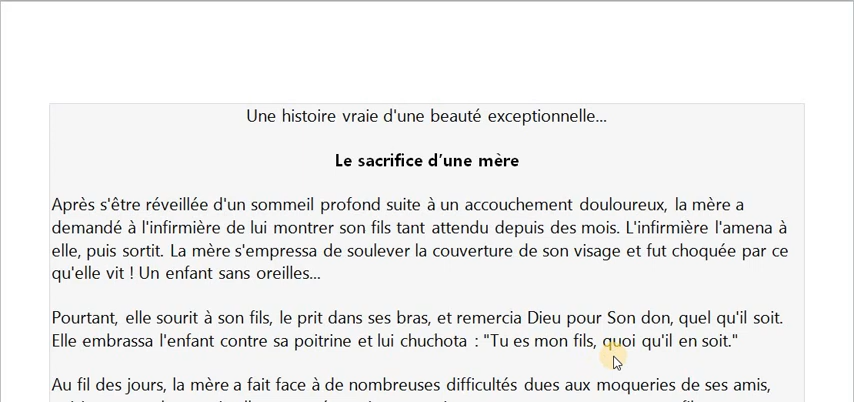 Une histoire vraie d'une beauté exceptionnelle...
Le sacrifice d’une mère
Après s'être réveillée d'un sommeil profond suite à un accouchement douloureux, la mère a
demandé à l'infirmière de lui montrer son fils tant attendu depuis des mois. L'infirmière l'amena à
elle, puis sortit. La mère s'empressa de soulever la couverture de son visage et fut choquée par ce
qu'elle vit ! Un enfant sans oreilles...
Pourtant, elle sourit à son fils, le prit dans ses bras, et remercia Dieu pour Son don, quel qu'il soit.
Elle embrassa l'enfant contre sa poitrine et lui chuchota : "Tu es mon fils, quoi qu'il en soit."
Au fil des jours, la mère a fait face à de nombreuses difficultés dues aux moqueries de ses amis,